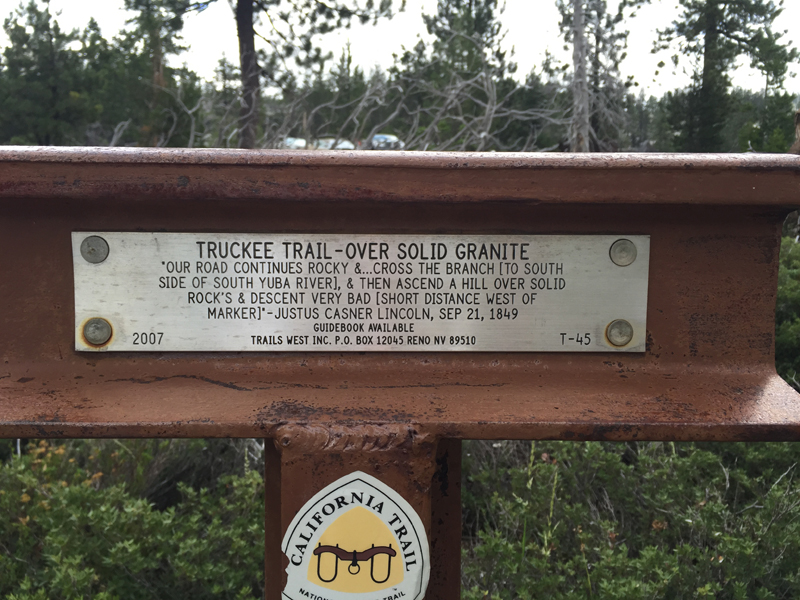 TRUCKEE TRAIL-OVER SOLID GRANITE
"OUR ROAD CONTINUES ROCKY &...CROSS THE BRANCH [TO SOUTH
SIDE OF SOUTH YUBA RIVER], & THEN ASCEND A HILL OVER SOLID
ROCK'S & DESCENT VERY BAD [SHORT DISTANCE WEST OF
MARKER]"-JUSTUS CASNER LINCOLN, SEP 21, 1849
GUIDEBOOK AVAILABLE
2007 TRAILS WEST INC. P.O. BOX 12045 RENO NV 89510 T-45
CALIFORNIA TRAIL
TRAIL